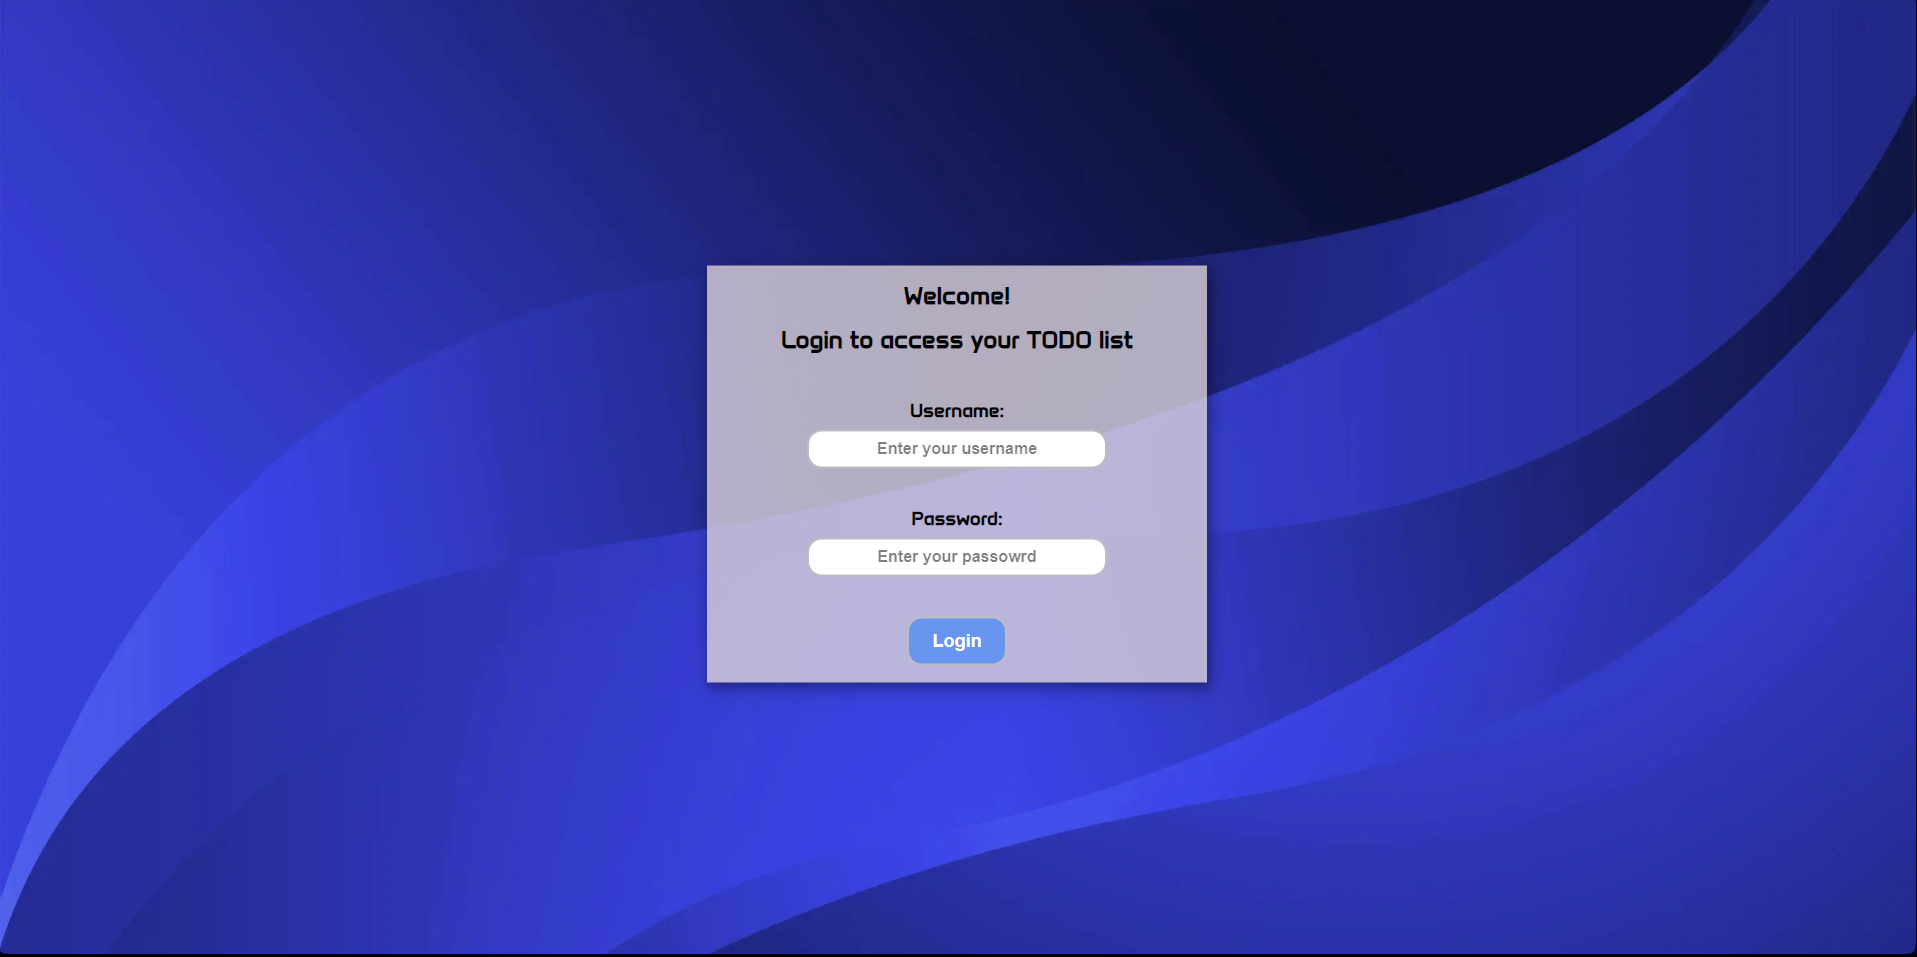 Welcome!
Login to access your TODO list
Username:
Enter your username
Password:
Enter your passowrd
Login